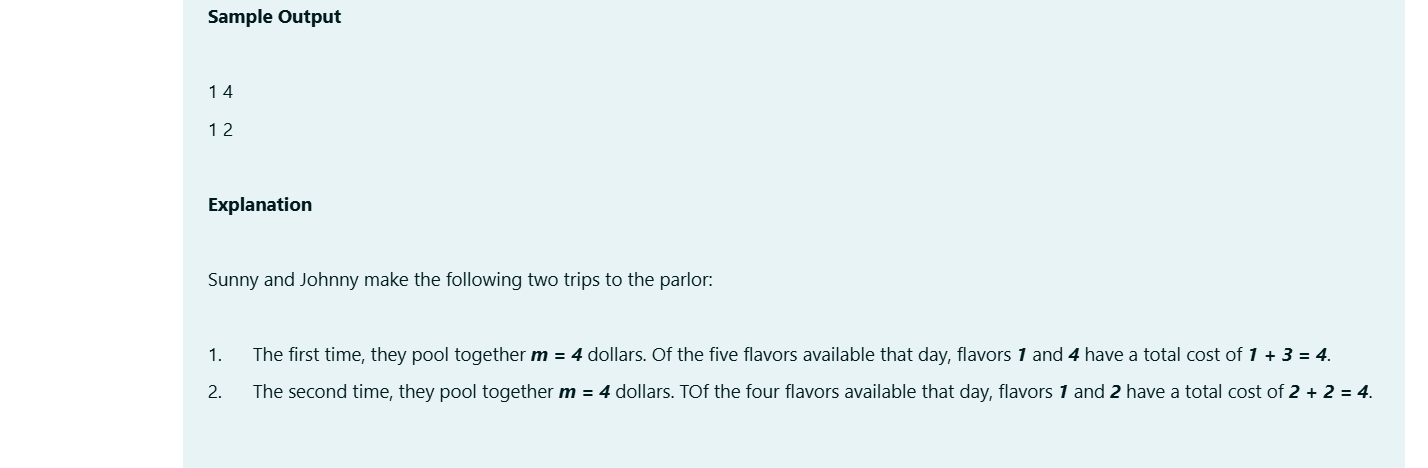 Sample Output
1 4
1 2
Explanation
Sunny and Johnny make the following two trips to the parlor:
1. The first time, they pool together m = 4 dollars. Of the five flavors available that day, flavors 1 and 4 have a total cost of 1 + 3 = 4.
2. The second time, they pool together m = 4 dollars. TOf the four flavors available that day, flavors 1 and 2 have a total cost of 2 + 2 = 4.